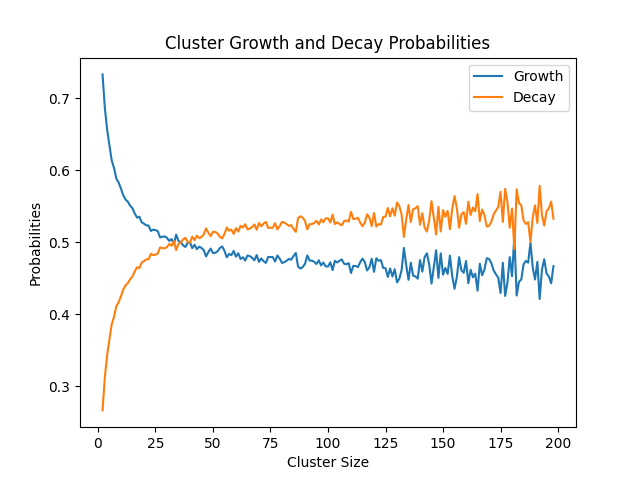 Cluster Growth and Decay Probabilities
Growth
Decay
Probabilities
0.7
0.6
0.5
0.4
0.3
0 25 50 75 100 125 150 175 200
Cluster Size